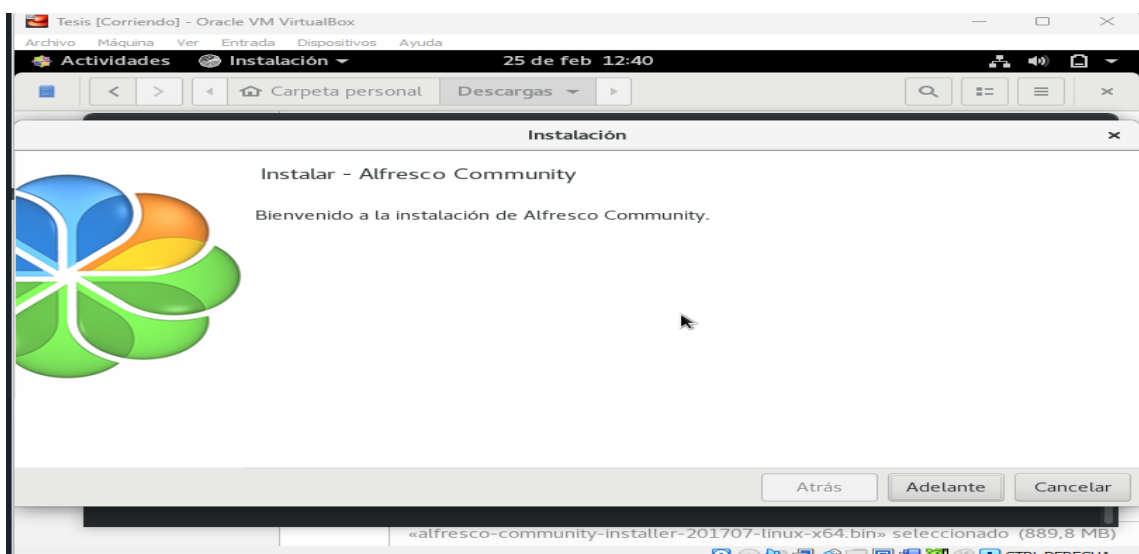 Tesis [Corriendo] - Oracle VM VirtualBox
Archivo Máquina Ver Entrada Dispositivos Ayuda
Actividades Instalación 25 de feb 12:40
Carpeta personal Descargas
Instalación
Instalar - Alfresco Community
Bienvenido a la instalación de Alfresco Community.
Atrás Adelante Cancelar
«alfresco-community-installer-201707-linux-x64.bin» seleccionado (889,8 MB)
CTRL DERECHA